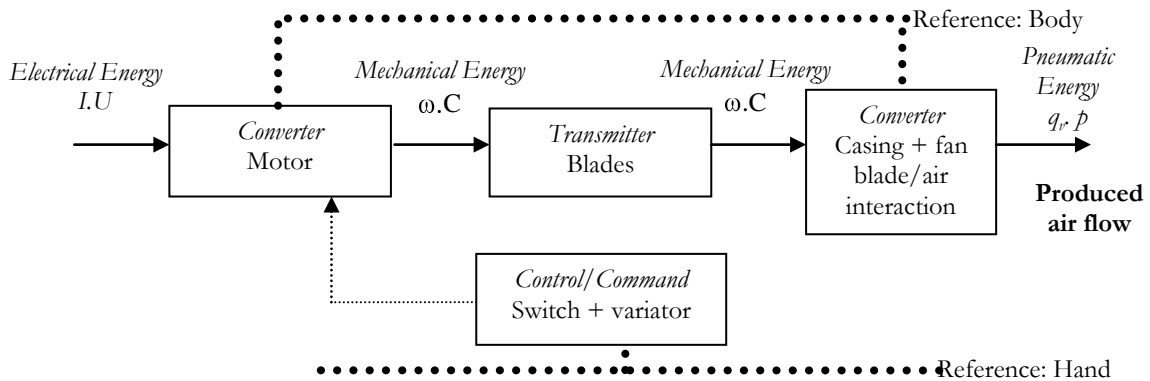 Reference: Body
Electrical Energy
I.U
Mechanical Energy
ω.C
Mechanical Energy
ω.C
Pneumatic
Energy
qᵥ. p
Converter
Motor
Transmitter
Blades
Converter
Casing + fan
blade/air
interaction
Produced
air flow
Control/Command
Switch + variator
Reference: Hand